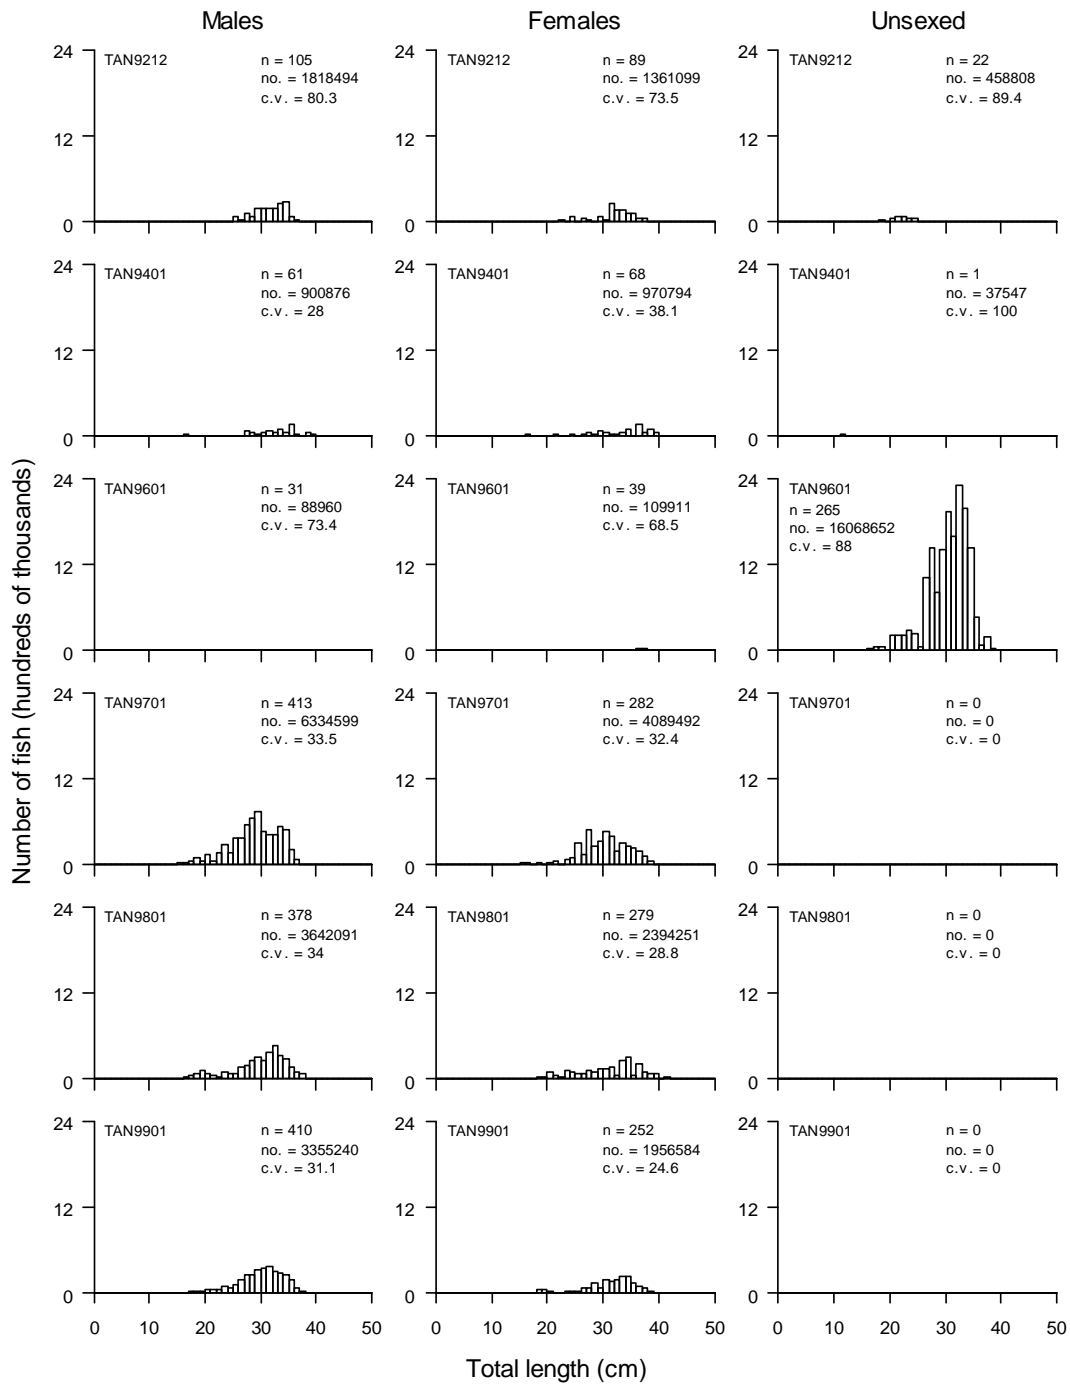 Males
Females
Unsexed
Number of fish (hundreds of thousands)
24
12
0
TAN9212
n = 105
no. = 1818494
c.v. = 80.3
24
12
0
TAN9212
n = 89
no. = 1361099
c.v. = 73.5
24
12
0
TAN9212
n = 22
no. = 458808
c.v. = 89.4
24
12
0
TAN9401
n = 61
no. = 900876
c.v. = 28
24
12
0
TAN9401
n = 68
no. = 970794
c.v. = 38.1
24
12
0
TAN9401
n = 1
no. = 37547
c.v. = 100
24
12
0
TAN9601
n = 31
no. = 88960
c.v. = 73.4
24
12
0
TAN9601
n = 39
no. = 109911
c.v. = 68.5
24
12
0
TAN9601
n = 265
no. = 16068652
c.v. = 88
24
12
0
TAN9701
n = 413
no. = 6334599
c.v. = 33.5
24
12
0
TAN9701
n = 282
no. = 4089492
c.v. = 32.4
24
12
0
TAN9701
n = 0
no. = 0
c.v. = 0
24
12
0
TAN9801
n = 378
no. = 3642091
c.v. = 34
24
12
0
TAN9801
n = 279
no. = 2394251
c.v. = 28.8
24
12
0
TAN9801
n = 0
no. = 0
c.v. = 0
24
12
0
TAN9901
n = 410
no. = 3355240
c.v. = 31.1
24
12
0
TAN9901
n = 252
no. = 1956584
c.v. = 24.6
24
12
0
TAN9901
n = 0
no. = 0
c.v. = 0
0 10 20 30 40 50
0 10 20 30 40 50
0 10 20 30 40 50
Total length (cm)